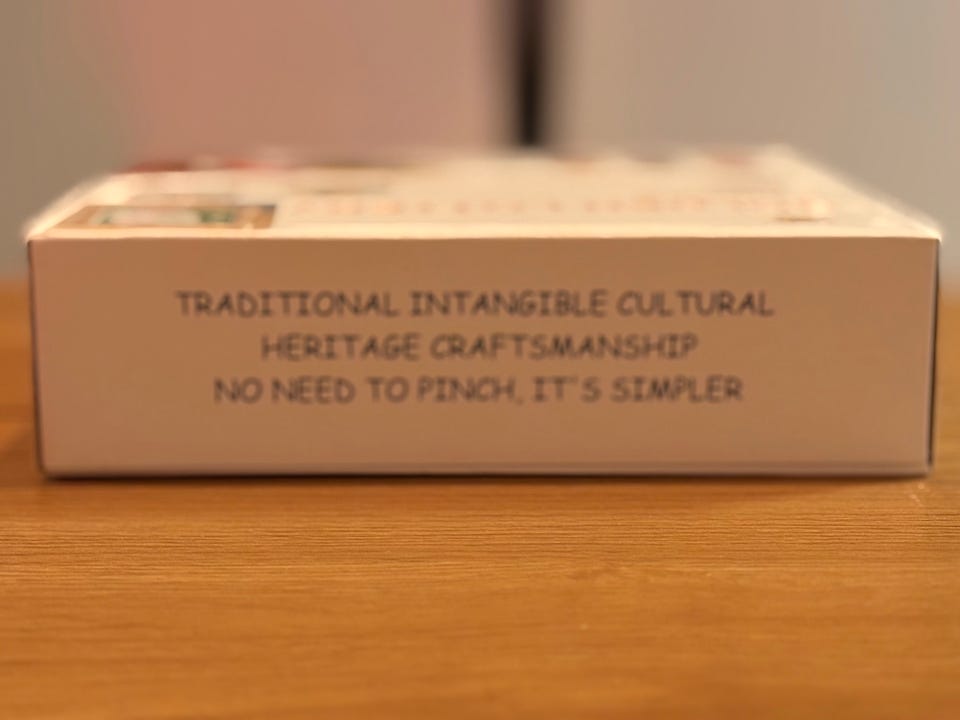 TRADITIONAL INTANGIBLE CULTURAL
HERITAGE CRAFTSMANSHIP
NO NEED TO PINCH, IT'S SIMPLER